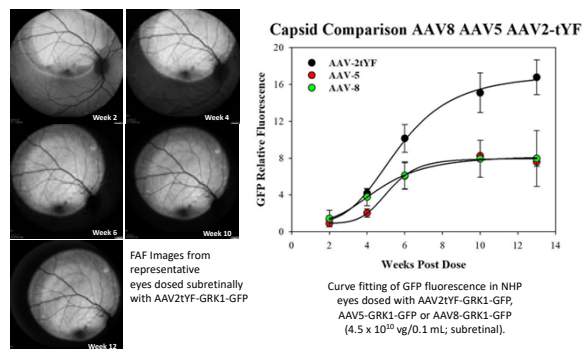 Week 2
Week 4
Week 6
Week 10
Week 12
FAF Images from
representative
eyes dosed subretinally
with AAV2tYF-GRK1-GFP
Capsid Comparison AAV8 AAV5 AAV2-tYF
AAV-2tYF
AAV-5
AAV-8
GFP Relative Fluorescence
20
16
12
8
4
0
0 2 4 6 8 10 12 14
Weeks Post Dose
Curve fitting of GFP fluorescence in NHP
eyes dosed with AAV2tYF-GRK1-GFP,
AAV5-GRK1-GFP or AAV8-GRK1-GFP
(4.5 x 10¹⁰ vg/0.1 mL; subretinal).